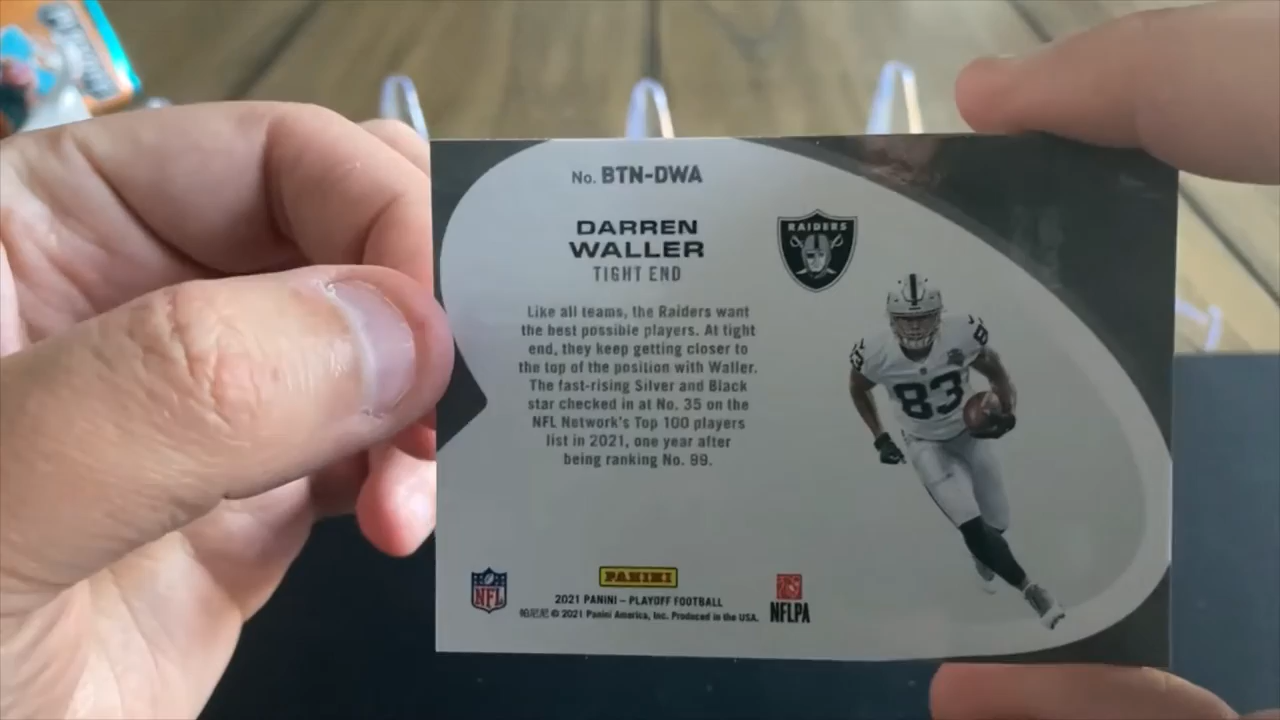 No. BTN-DWA
DARREN
WALLER
TIGHT END
RAIDERS
Like all teams, the Raiders want
the best possible players. At tight
end, they keep getting closer to
the top of the position with Waller.
The fast-rising Silver and Black
star checked in at No. 35 on the
NFL Network's Top 100 players
list in 2021, one year after
being ranking No. 99.
83
83
NFL
PANINI
2021 PANINI – PLAYOFF FOOTBALL
帕尼尼 © 2021 Panini America, Inc. Produced in the USA.
NFLPA